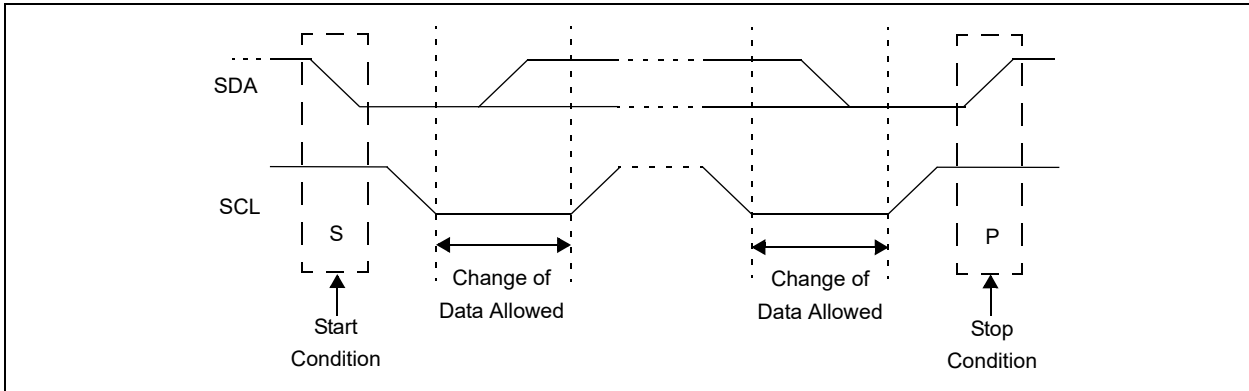 SDA
SCL
S
P
Change of
Data Allowed
Change of
Data Allowed
Start
Condition
Stop
Condition